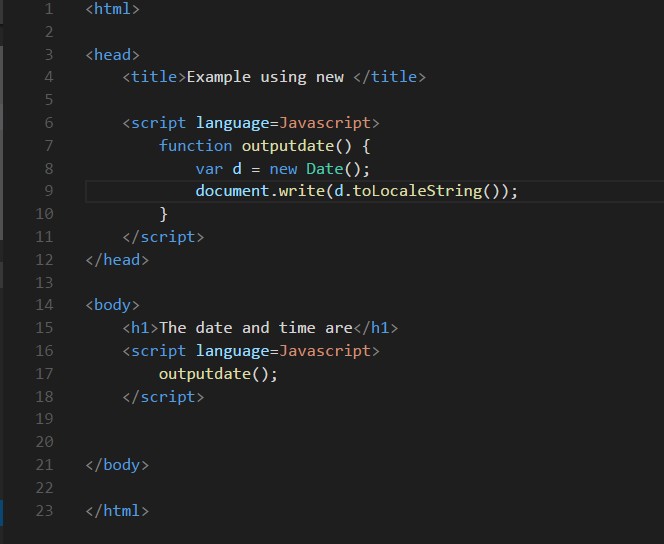 1 <html>
2
3 <head>
4     <title>Example using new </title>
5
6     <script language=Javascript>
7         function outputdate() {
8             var d = new Date();
9             document.write(d.toLocaleString());
10         }
11     </script>
12 </head>
13
14 <body>
15     <h1>The date and time are</h1>
16     <script language=Javascript>
17         outputdate();
18     </script>
19
20
21 </body>
22
23 </html>